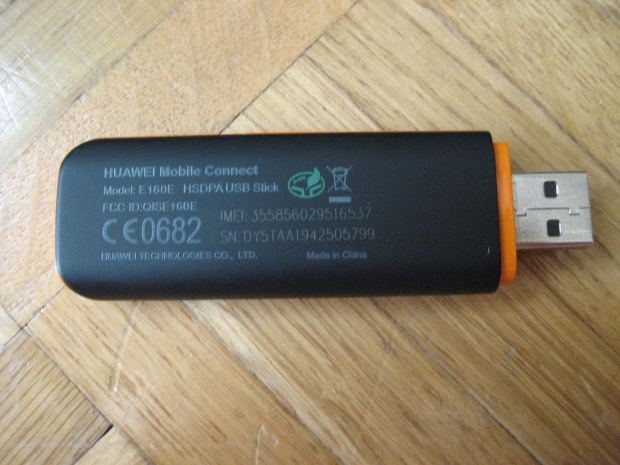 HUAWEI Mobile Connect
Model: E160E HSDPA USB Stick
FCC ID:QISE160E
IMEI: 355856029516537
CE0682
SN: DY5TAA1942505799
HUAWEI TECHNOLOGIES CO., LTD. Made in China